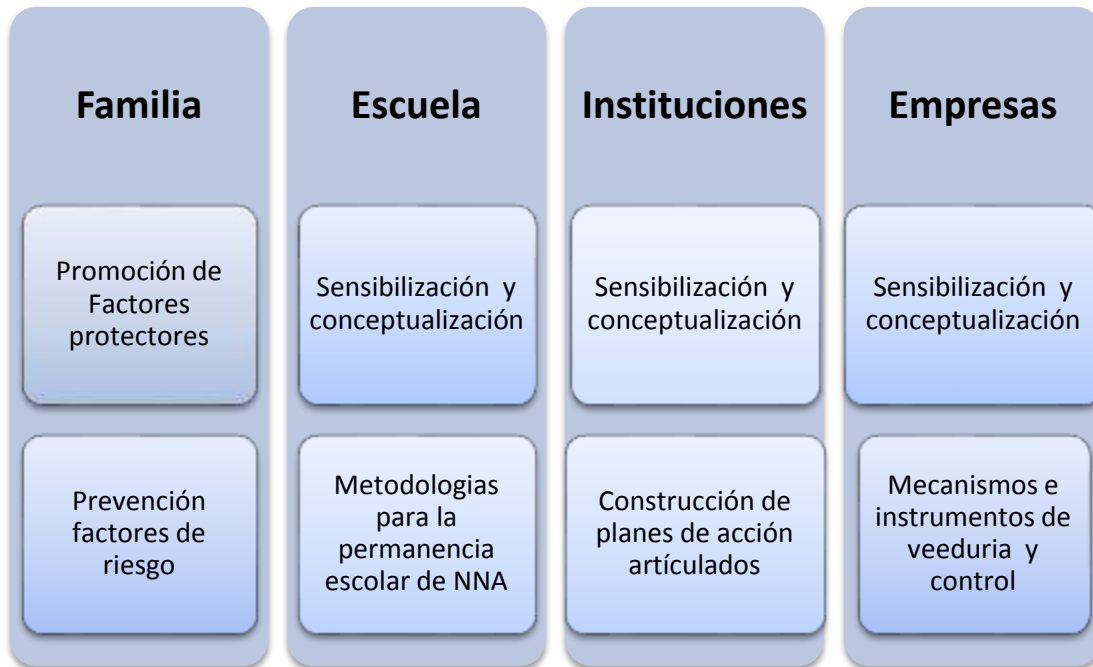 Familia
Promoción de
Factores
protectores
Prevención
factores de
riesgo
Escuela
Sensibilización y
conceptualización
Metodologias
para la
permanencia
escolar de NNA
Instituciones
Sensibilización y
conceptualización
Construcción de
planes de acción
artículados
Empresas
Sensibilización y
conceptualización
Mecanismos e
instrumentos de
veeduria y
control